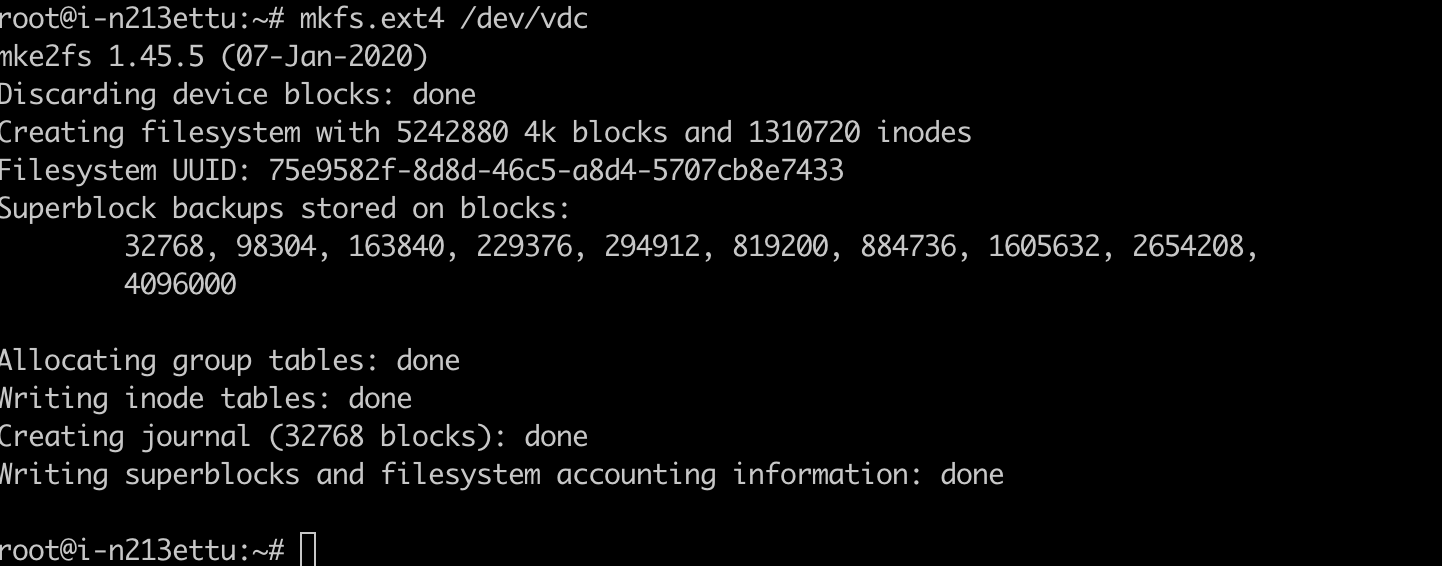 root@i-n213ettu:~# mkfs.ext4 /dev/vdc
mke2fs 1.45.5 (07-Jan-2020)
Discarding device blocks: done
Creating filesystem with 5242880 4k blocks and 1310720 inodes
Filesystem UUID: 75e9582f-8d8d-46c5-a8d4-5707cb8e7433
Superblock backups stored on blocks:
32768, 98304, 163840, 229376, 294912, 819200, 884736, 1605632, 2654208,
4096000
Allocating group tables: done
Writing inode tables: done
Creating journal (32768 blocks): done
Writing superblocks and filesystem accounting information: done
root@i-n213ettu:~#